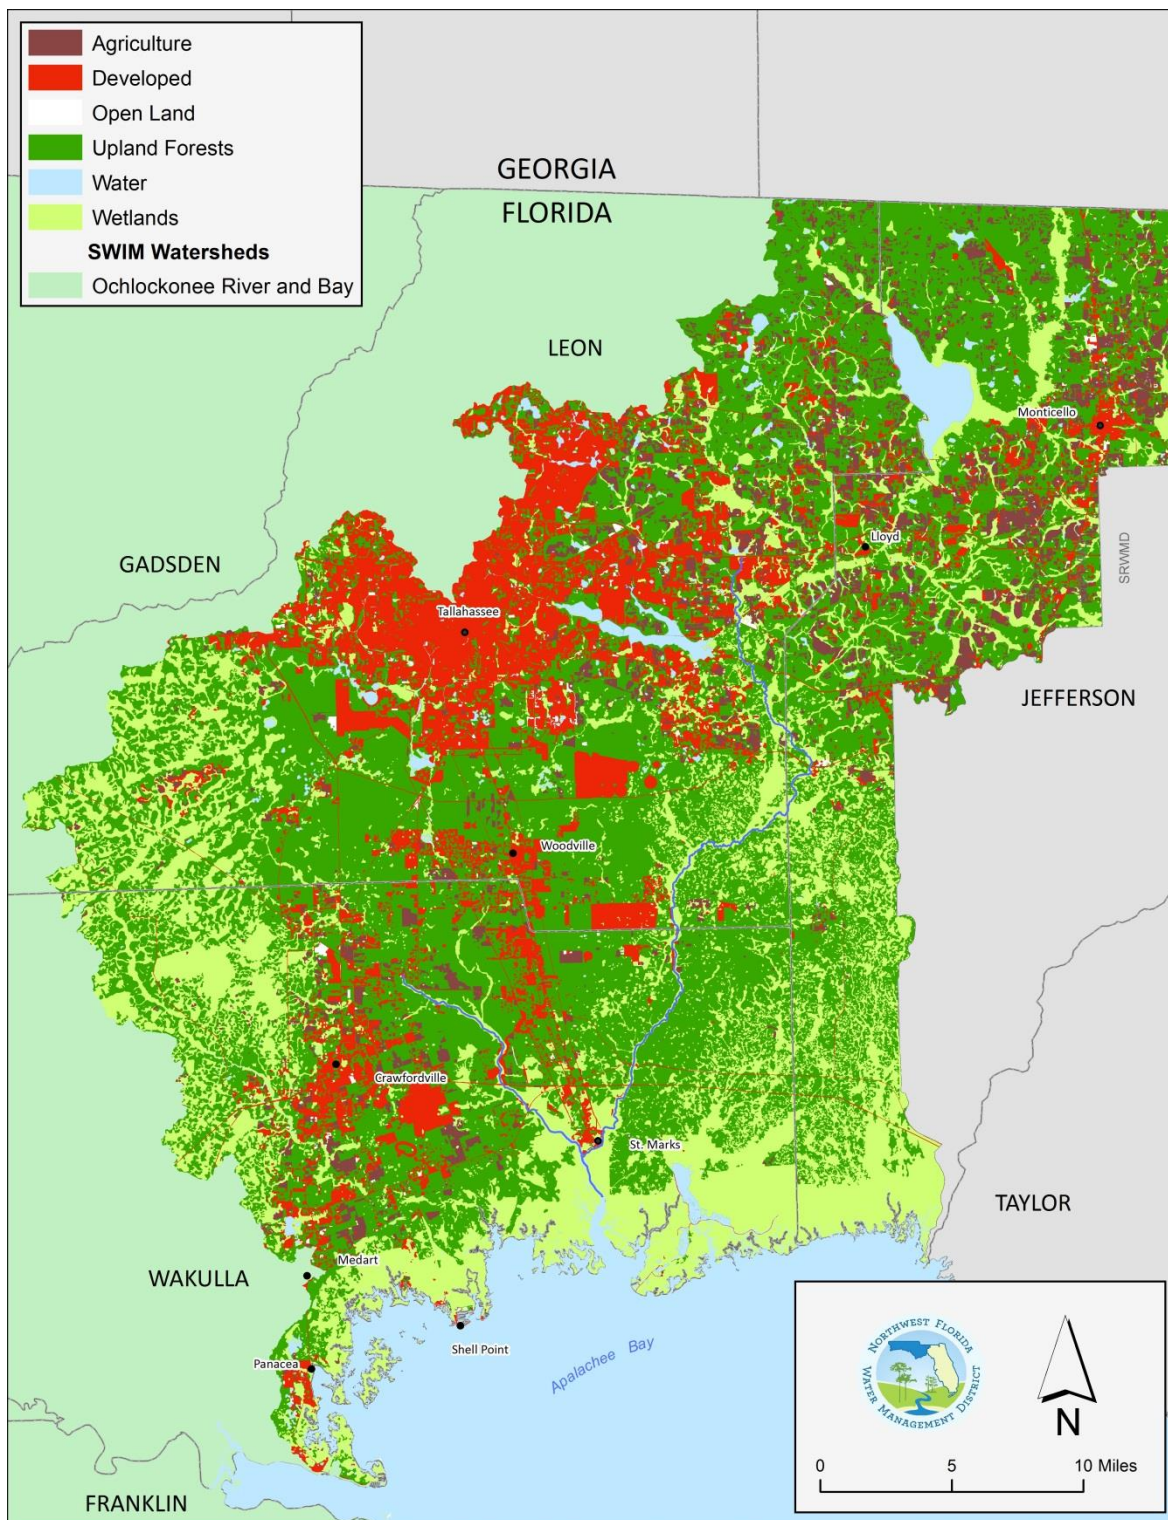 Agriculture
Developed
Open Land
Upland Forests
Water
Wetlands
SWIM Watersheds
Ochlockonee River and Bay
GEORGIA
FLORIDA
LEON
Monticello
Lloyd
GADSDEN
SRWMD
Tallahassee
JEFFERSON
Woodville
Crawfordville
St. Marks
TAYLOR
WAKULLA
Medart
Shell Point
Panacea
Apalachee Bay
FRANKLIN
NORTHWEST FLORIDA
WATER MANAGEMENT DISTRICT
N
0 5 10 Miles